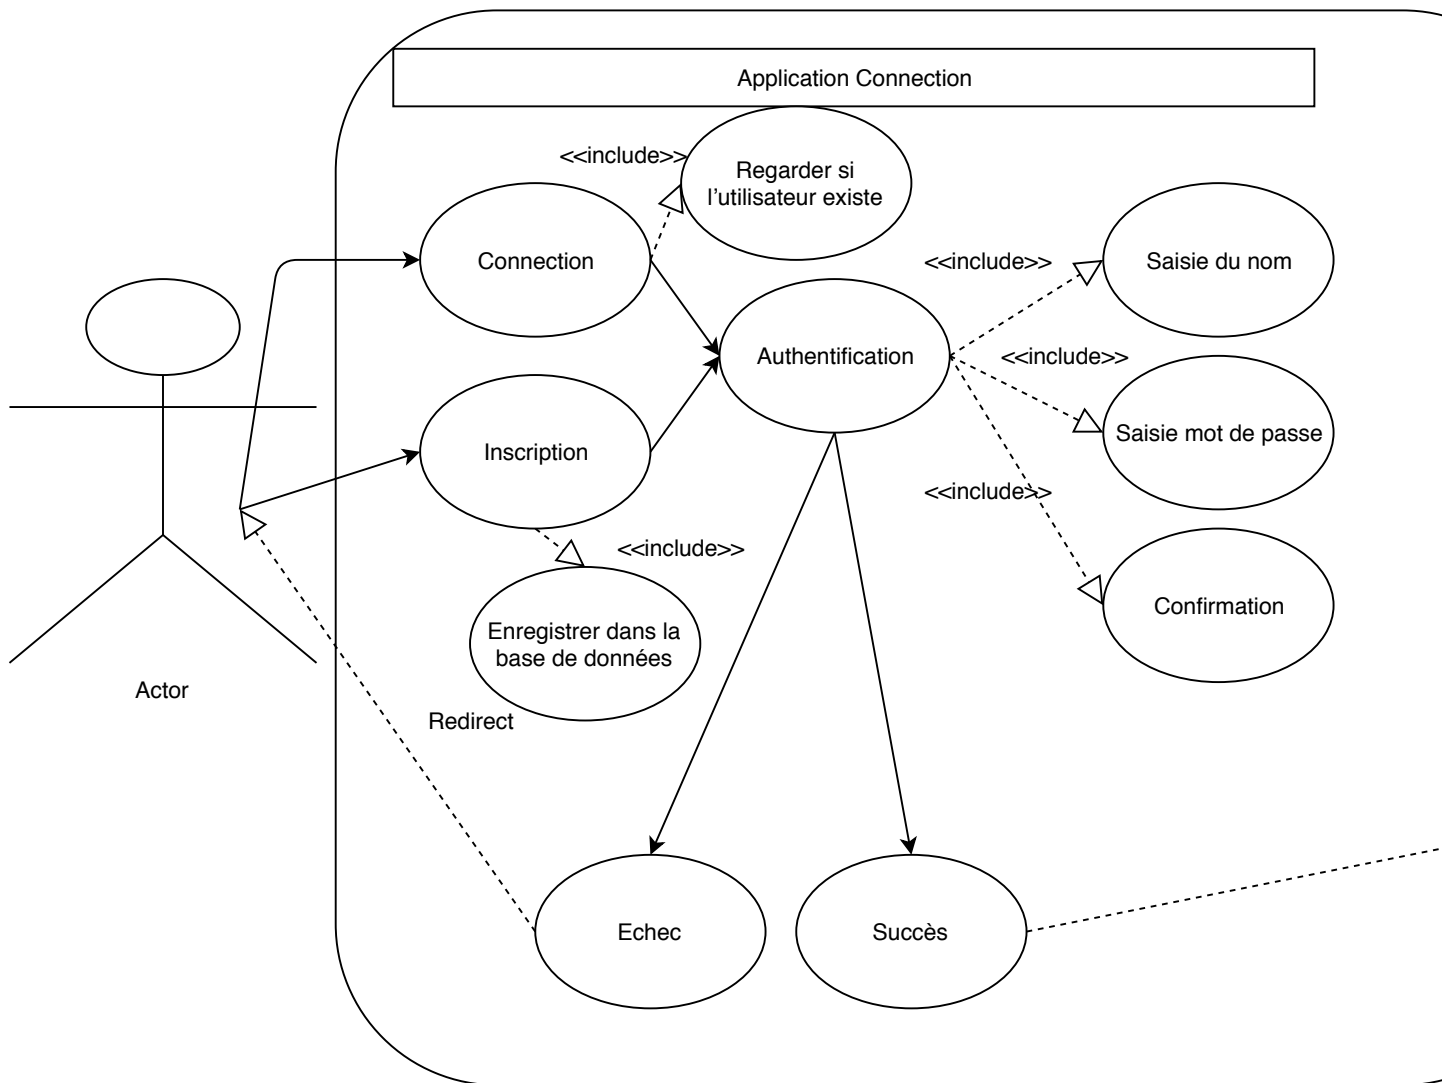 Application Connection
<<include>>
Regarder si
l'utilisateur existe
Connection
<<include>>
Saisie du nom
Authentification
<<include>>
Saisie mot de passe
Inscription
<<include>>
<<include>>
Confirmation
Enregistrer dans la
base de données
Actor
Redirect
Echec
Succès